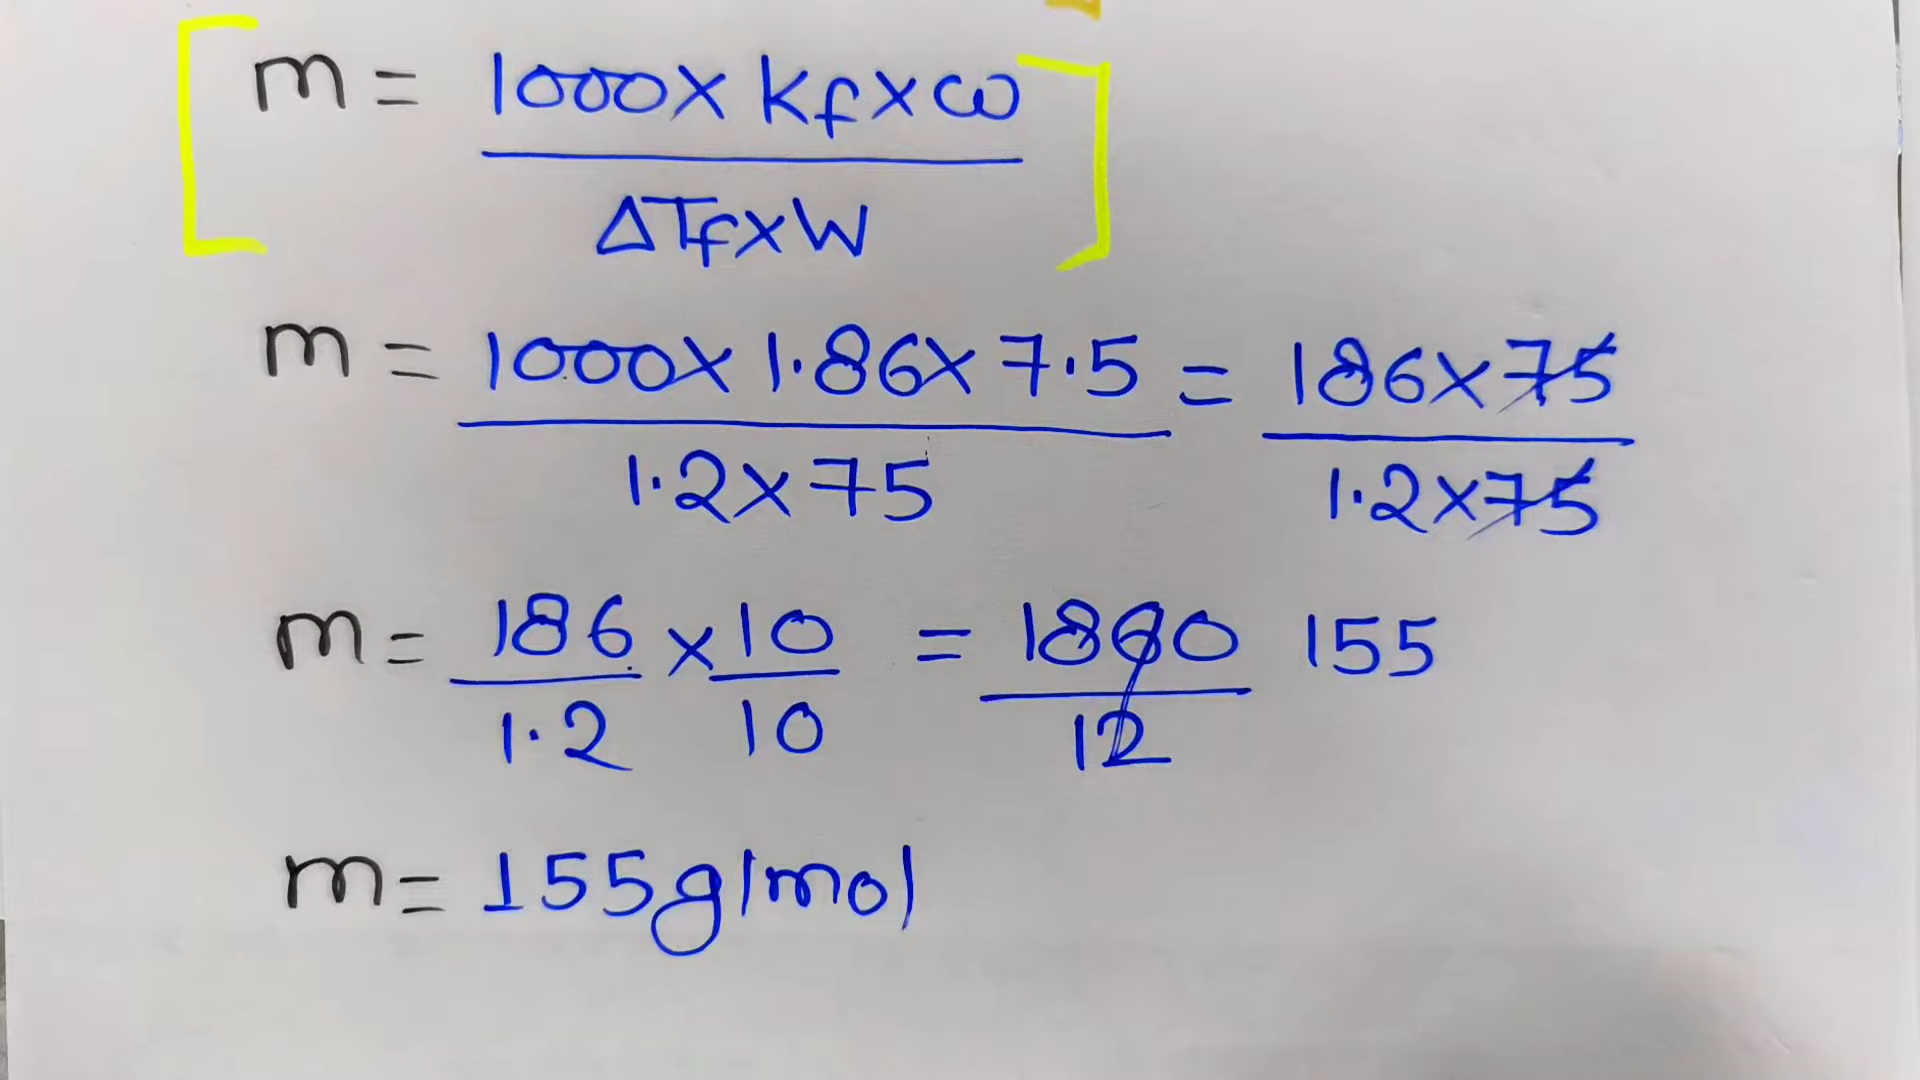 m = 1000 x Kf x ω
ΔTf x W
m = 1000 x 1.86 x 7.5 = 186 x 75
1.2 x 75 1.2 x 75
m = 186 x 10 = 1860 155
1.2 10 12
m = 155 g/mol